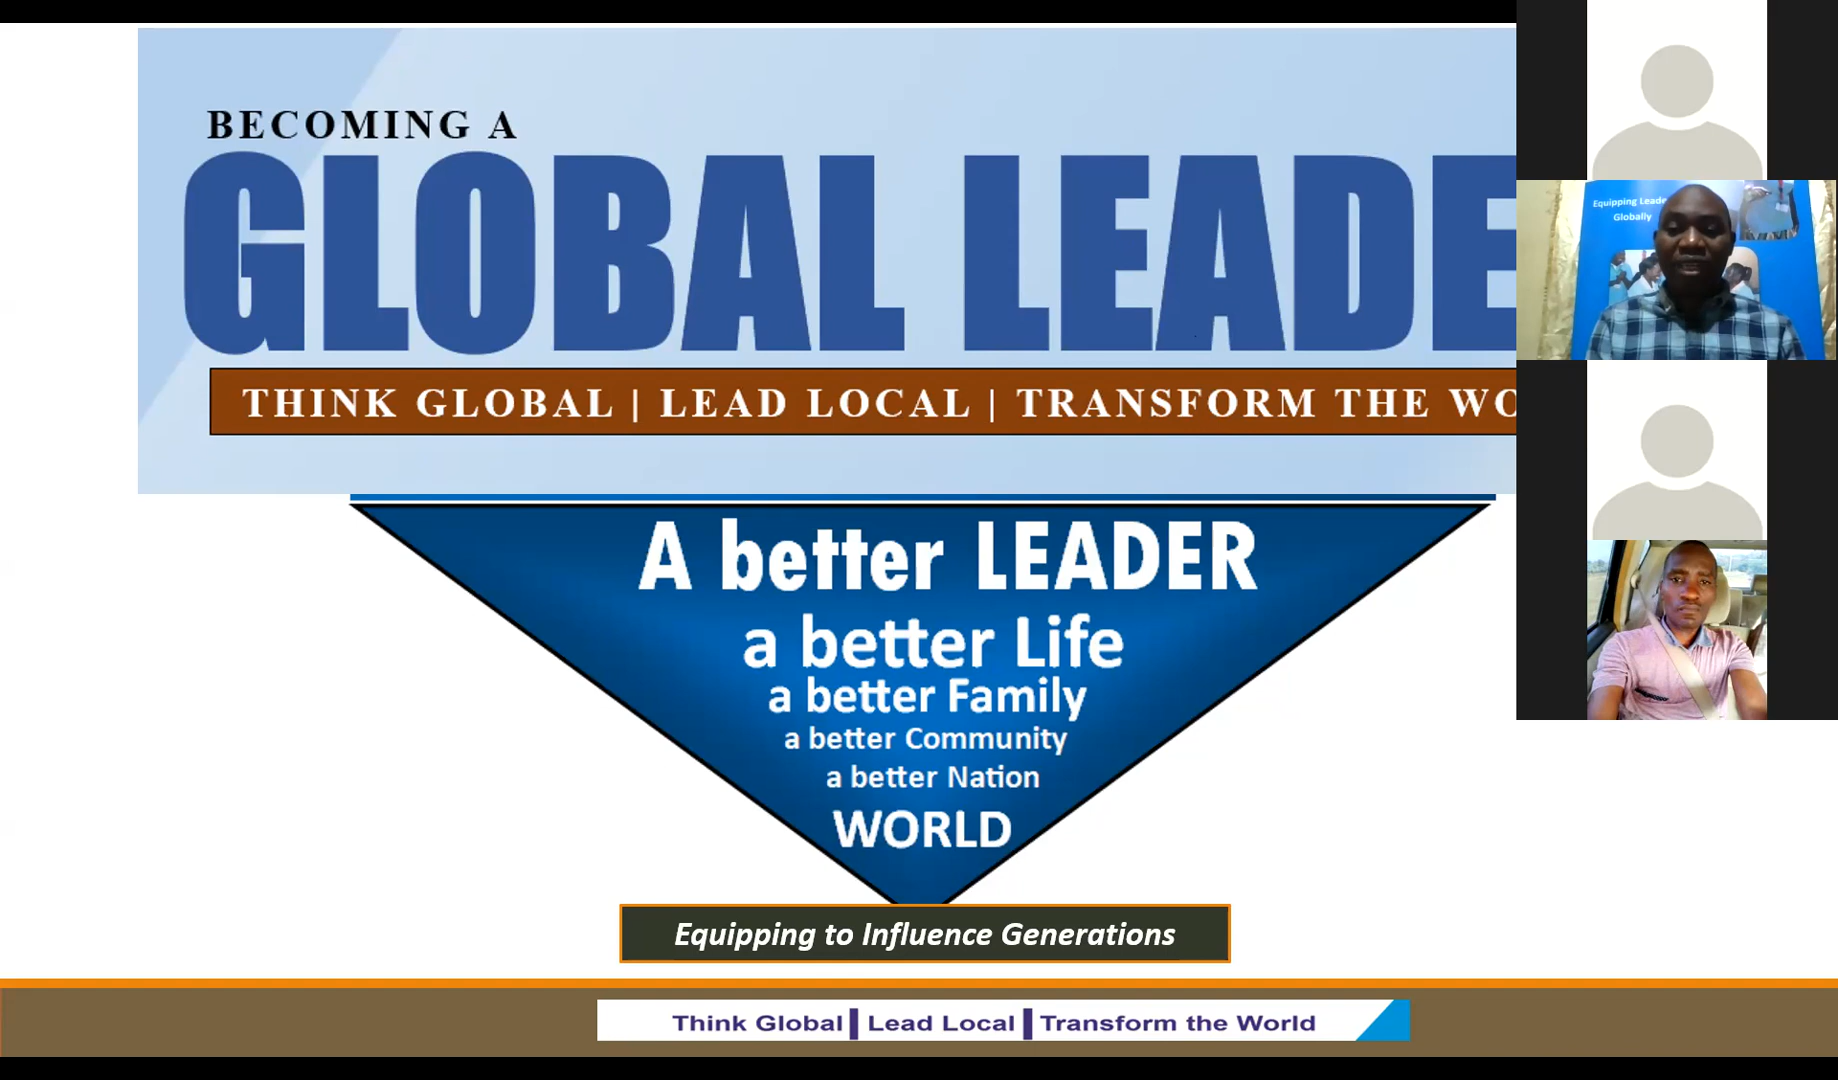 BECOMING A
GLOBAL LEADE
THINK GLOBAL | LEAD LOCAL | TRANSFORM THE WO
Equipping Leade
Globally
A better LEADER
a better Life
a better Family
a better Community
a better Nation
WORLD
Equipping to Influence Generations
Think Global | Lead Local | Transform the World